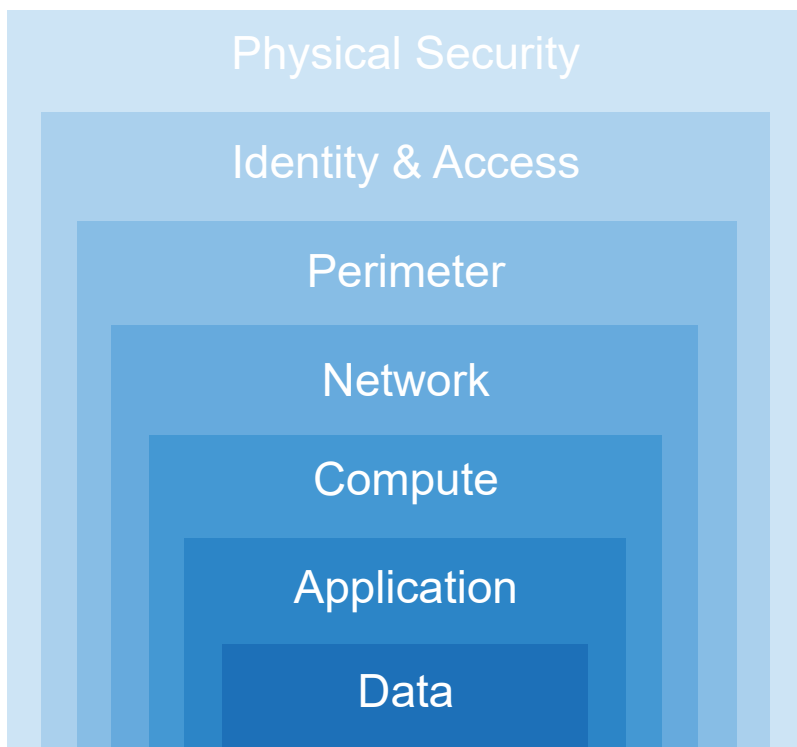 Physical Security
Identity & Access
Perimeter
Network
Compute
Application
Data